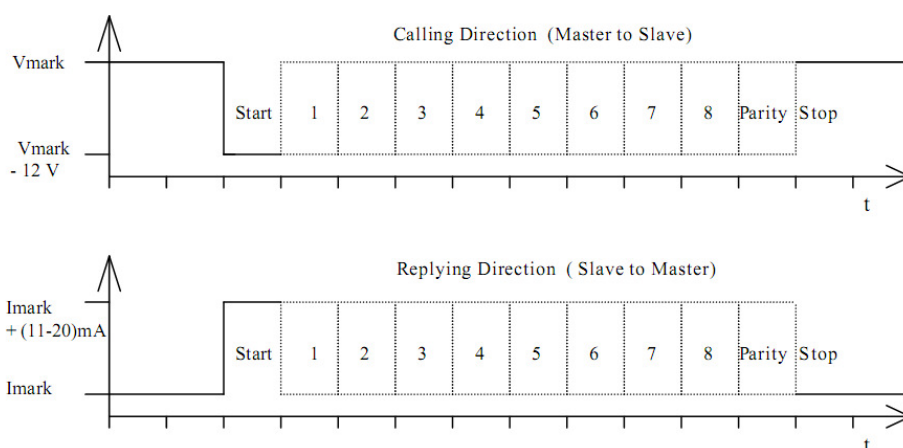 Calling Direction (Master to Slave)
Vmark
Start 1 2 3 4 5 6 7 8 Parity Stop
Vmark
- 12 V
t
Replying Direction ( Slave to Master)
Imark
+ (11-20)mA
Start 1 2 3 4 5 6 7 8 Parity Stop
Imark
t